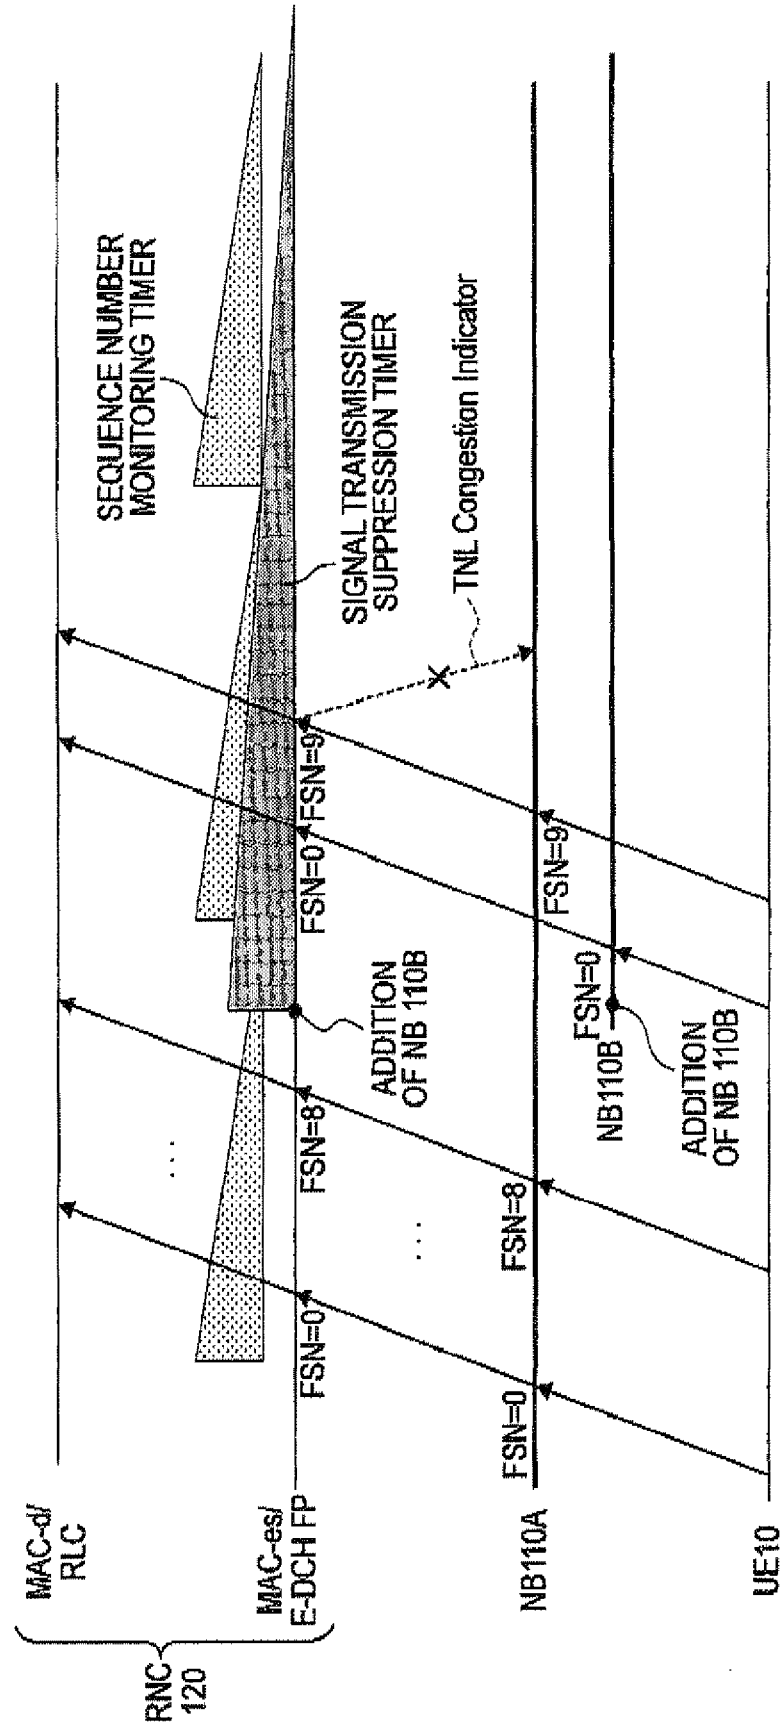 RNC
120
MAC-d/
RLC
MAC-es/
E-DCH FP
NB110A
UE10
SEQUENCE NUMBER
MONITORING TIMER
SIGNAL TRANSMISSION
SUPPRESSION TIMER
TNL Congestion Indicator
...
FSN=0
FSN=8
FSN=0
FSN=9
ADDITION
OF NB 110B
...
FSN=0
FSN=8
FSN=9
FSN=0
NB110B
ADDITION
OF NB 110B